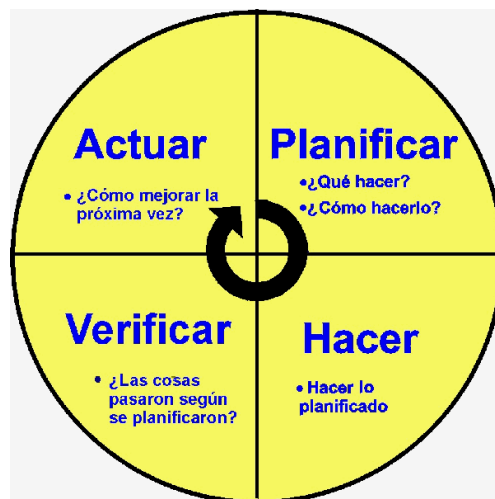 Actuar
• ¿Cómo mejorar la
próxima vez?
Planificar
•¿Qué hacer?
•¿Cómo hacerlo?
Verificar
• ¿Las cosas
pasaron según
se planificaron?
Hacer
• Hacer lo
planificado